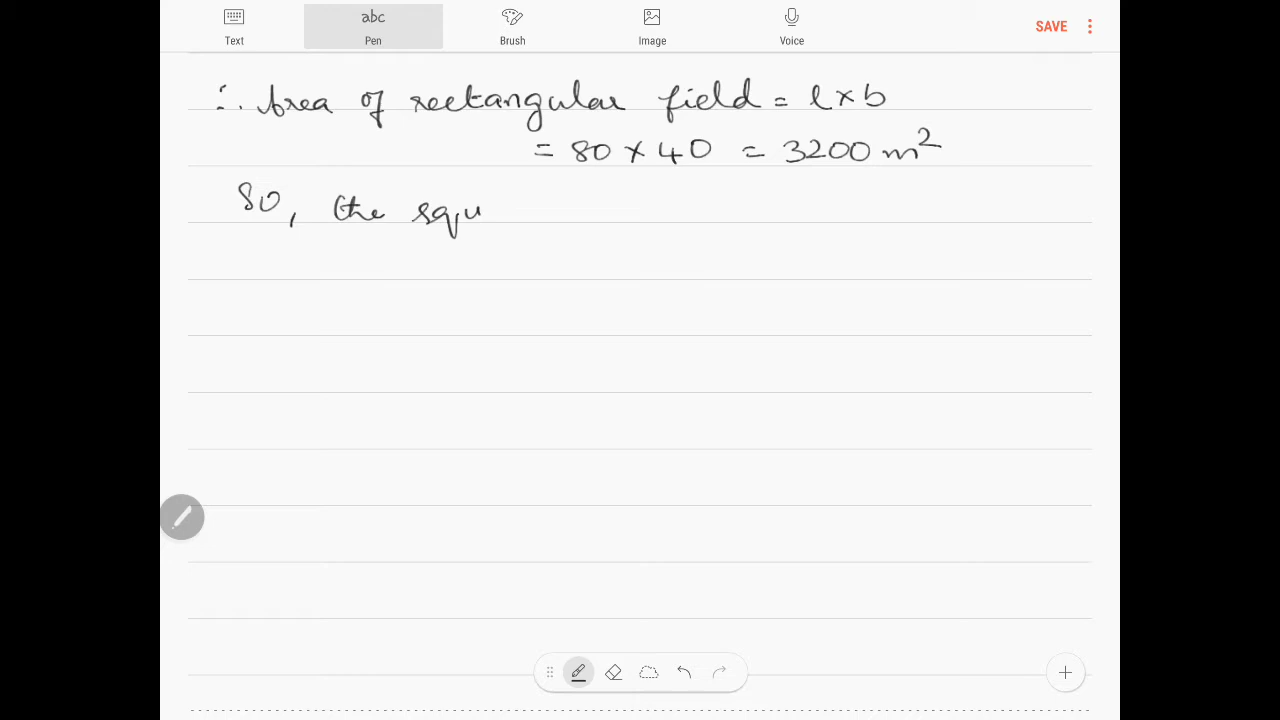 Text
abc
Pen
Brush
Image
Voice
SAVE
∴ Area of rectangular field = l × b
= 80 × 40 = 3200 m²
So, the squ